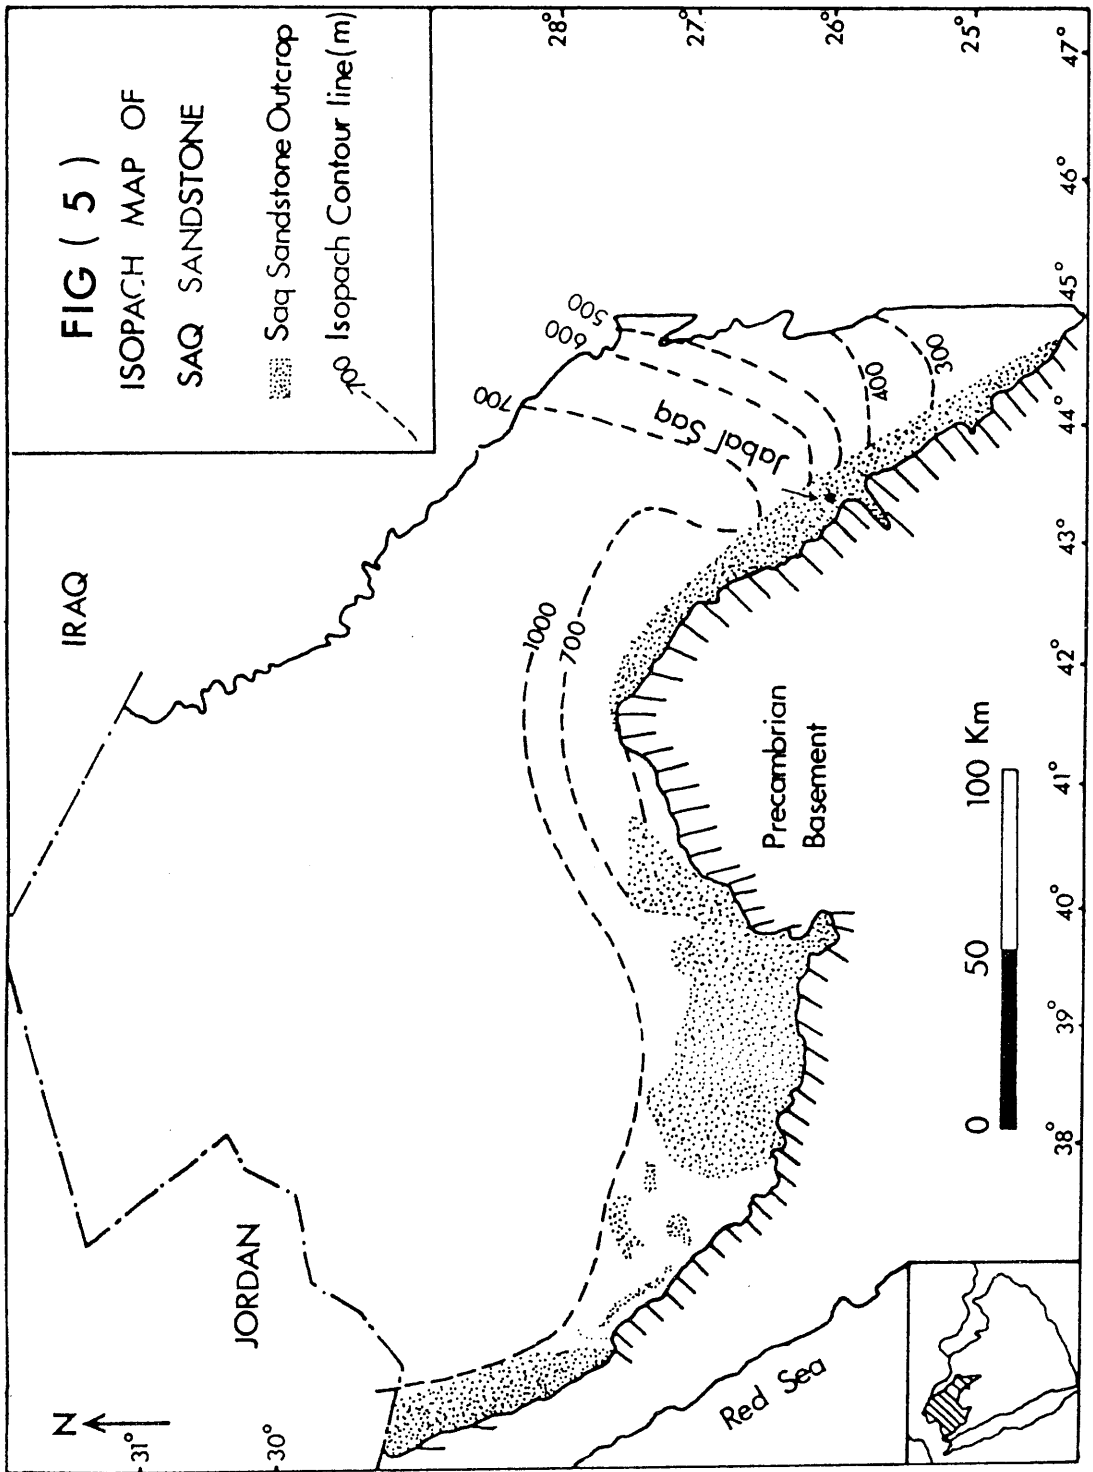 FIG ( 5 )
ISOPACH MAP OF
SAQ SANDSTONE
Saq Sandstone Outcrop
700 Isopach Contour line(m)
N
31°
30°
JORDAN
IRAQ
28°
27°
26°
25°
1000
700
700
600
500
400
300
Jabal Saq
Precambrian
Basement
Red Sea
0
50
100 Km
38°
39°
40°
41°
42°
43°
44°
45°
46°
47°